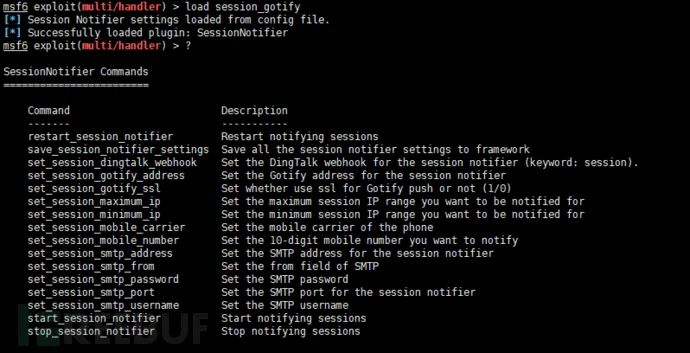 msf6 exploit(multi/handler) > load session_gotify
[*] Session Notifier settings loaded from config file.
[*] Successfully loaded plugin: SessionNotifier
msf6 exploit(multi/handler) > ?
SessionNotifier Commands
========================
Command Description
------- -----------
restart_session_notifier Restart notifying sessions
save_session_notifier_settings Save all the session notifier settings to framework
set_session_dingtalk_webhook Set the DingTalk webhook for the session notifier (keyword: session).
set_session_gotify_address Set the Gotify address for the session notifier
set_session_gotify_ssl Set whether use ssl for Gotify push or not (1/0)
set_session_maximum_ip Set the maximum session IP range you want to be notified for
set_session_minimum_ip Set the minimum session IP range you want to be notified for
set_session_mobile_carrier Set the mobile carrier of the phone
set_session_mobile_number Set the 10-digit mobile number you want to notify
set_session_smtp_address Set the SMTP address for the session notifier
set_session_smtp_from Set the from field of SMTP
set_session_smtp_password Set the SMTP password
set_session_smtp_port Set the SMTP port for the session notifier
set_session_smtp_username Set the SMTP username
start_session_notifier Start notifying sessions
stop_session_notifier Stop notifying sessions
FREEBUF